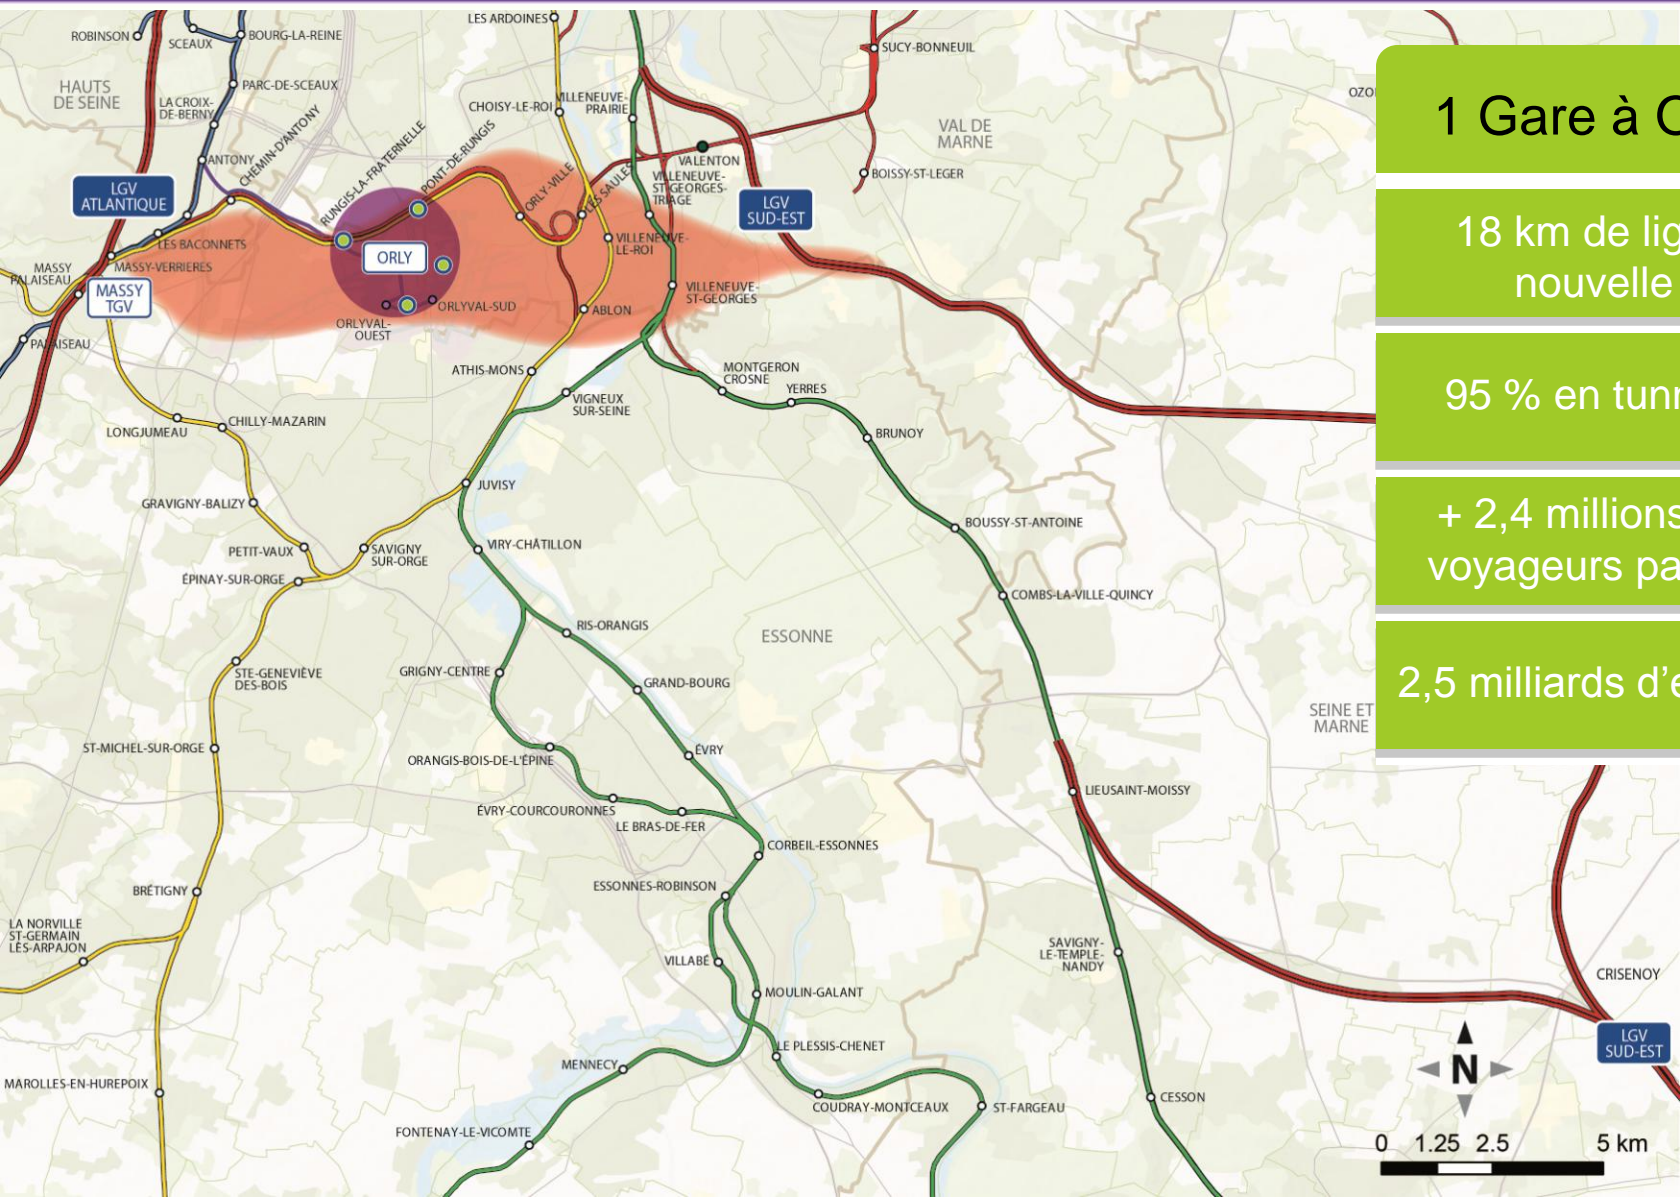 LES ARDOINES
ROBINSON
SCEAUX
BOURG-LA-REINE
SUCY-BONNEUIL
HAUTS
DE SEINE
PARC-DE-SCEAUX
LA CROIX-
DE-BERNY
CHOISY-LE-ROI
VILLENEUVE-
PRAIRIE
VAL DE
MARNE
ANTONY
CHEMIN-D'ANTONY
RUNGIS-LA-FRATERNELLE
PONT-DE-RUNGIS
ORLY-VILLE
LES SAULES
VALENTON
VILLENEUVE-
ST-GEORGES-
TRIAGE
BOISSY-ST-LEGER
LGV
ATLANTIQUE
LGV
SUD-EST
LES BACONNETS
VILLENEUVE-
LE-ROI
ORLY
MASSY
PALAISEAU
MASSY-VERRIERES
MASSY
TGV
VILLENEUVE-
ST-GEORGES
ORLYVAL-SUD
ORLYVAL-
OUEST
ABLON
PALAISEAU
ATHIS-MONS
MONTGERON
CROSNE
YERRES
VIGNEUX
SUR-SEINE
LONGJUMEAU
CHILLY-MAZARIN
BRUNOY
JUVISY
GRAVIGNY-BALIZY
BOUSSY-ST-ANTOINE
PETIT-VAUX
SAVIGNY
SUR-ORGE
VIRY-CHÂTILLON
ÉPINAY-SUR-ORGE
COMBS-LA-VILLE-QUINCY
RIS-ORANGIS
ESSONNE
STE-GENEVIÈVE
DES-BOIS
GRIGNY-CENTRE
GRAND-BOURG
SEINE ET
MARNE
ST-MICHEL-SUR-ORGE
ORANGIS-BOIS-DE-L'ÉPINE
ÉVRY
LIEUSAINT-MOISSY
ÉVRY-COURCOURONNES
LE BRAS-DE-FER
CORBEIL-ESSONNES
BRÉTIGNY
ESSONNES-ROBINSON
LA NORVILLE
ST-GERMAIN
LÈS-ARPAJON
VILLABÉ
SAVIGNY-
LE-TEMPLE-
NANDY
CRISENOY
MOULIN-GALANT
LGV
SUD-EST
LE PLESSIS-CHENET
MENNECY
MAROLLES-EN-HUREPOIX
COUDRAY-MONTCEAUX
ST-FARGEAU
CESSON
FONTENAY-LE-VICOMTE
N
0 1.25 2.5 5 km
1 Gare à
18 km de
nouvelle
95 % en
+ 2,4 millions
voyageurs
2,5 milliards